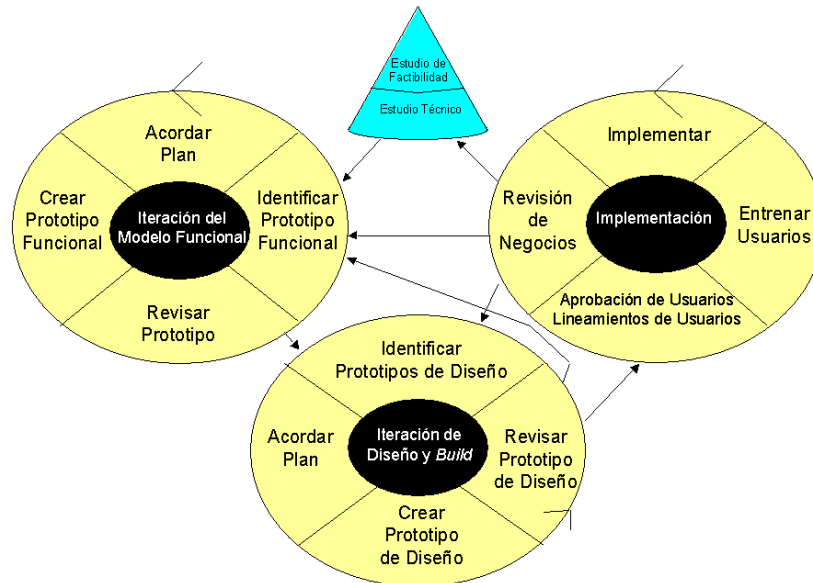 Estudio de
Factibilidad
Estudio Técnico
Acordar
Plan
Crear
Prototipo
Funcional
Iteración del
Modelo Funcional
Identificar
Prototipo
Funcional
Revisar
Prototipo
Implementar
Revisión
de
Negocios
Implementación
Entrenar
Usuarios
Aprobación de Usuarios
Lineamientos de Usuarios
Identificar
Prototipos de Diseño
Acordar
Plan
Iteración de
Diseño y Build
Revisar
Prototipo
de Diseño
Crear
Prototipo
de Diseño